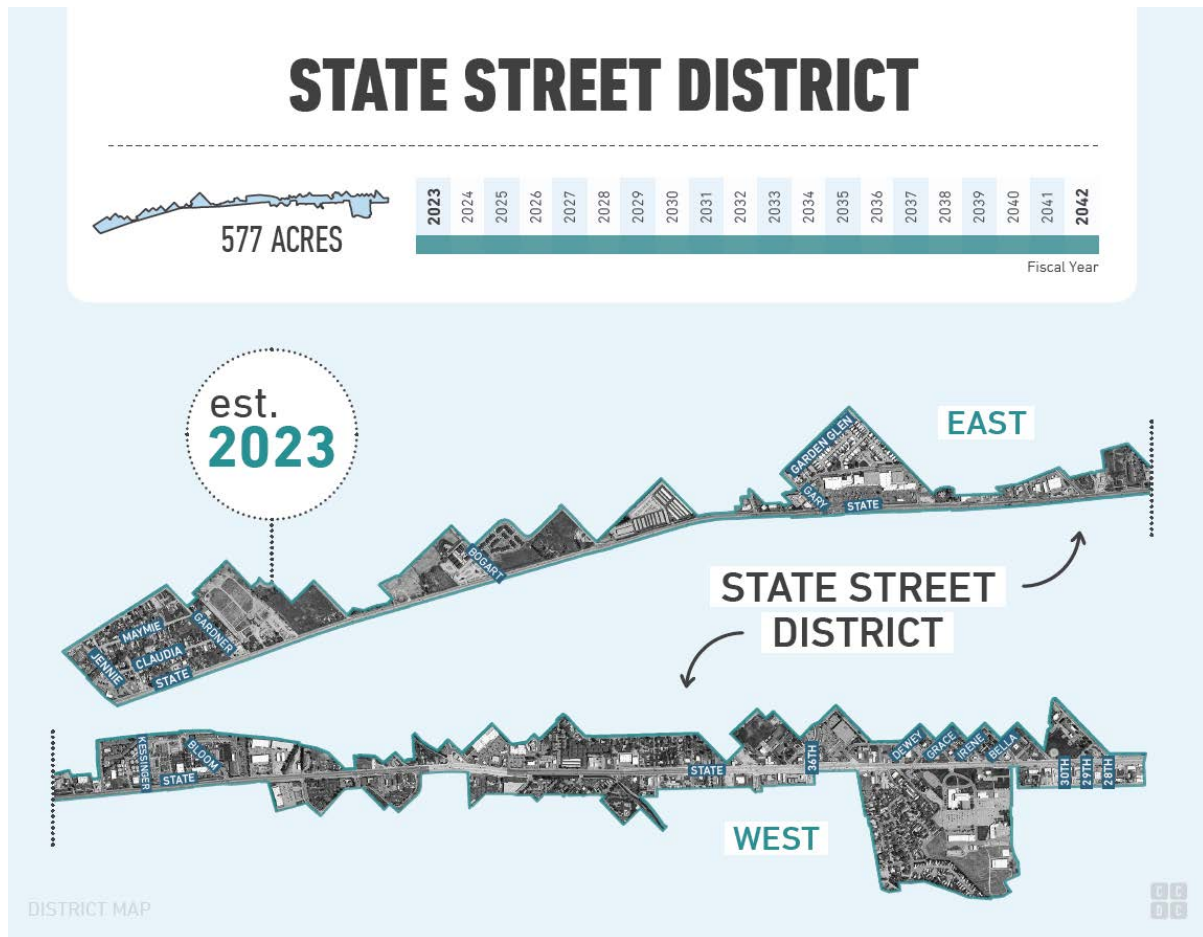 STATE STREET DISTRICT
577 ACRES
2023 2024 2025 2026 2027 2028 2029 2030 2031 2032 2033 2034 2035 2036 2037 2038 2039 2040 2041 2042
Fiscal Year
est.
2023
EAST
GARDEN GLEN
GARY
STATE
BOGART
STATE STREET
DISTRICT
MAYMIE
GARDNER
JENNIE
CLAUDIA
STATE
KESSINGER
BLOOM
STATE
STATE
36TH
DEWEY
GRACE
IRENE
BELLA
30TH
29TH
28TH
WEST
DISTRICT MAP
CC
DC